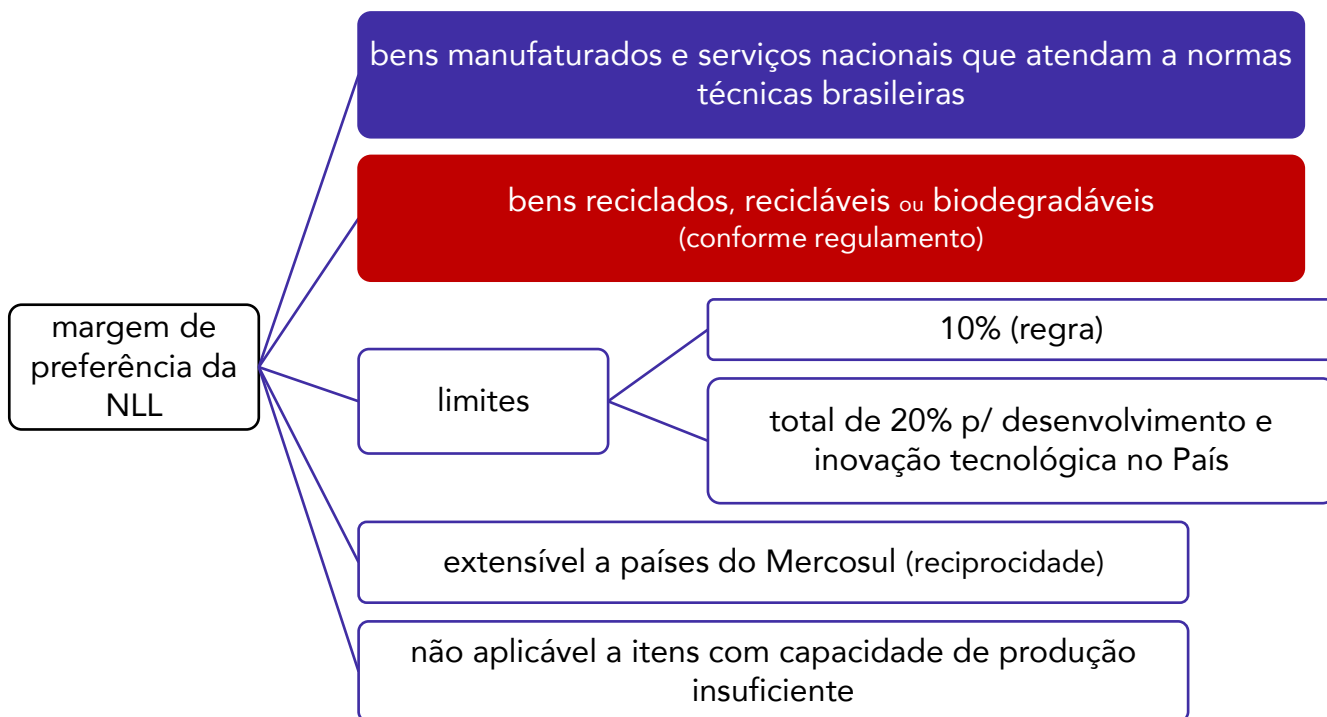 bens manufaturados e serviços nacionais que atendam a normas
técnicas brasileiras
bens reciclados, recicláveis ou biodegradáveis
(conforme regulamento)
margem de
preferência da
NLL
limites
10% (regra)
total de 20% p/ desenvolvimento e
inovação tecnológica no País
extensível a países do Mercosul (reciprocidade)
não aplicável a itens com capacidade de produção
insuficiente